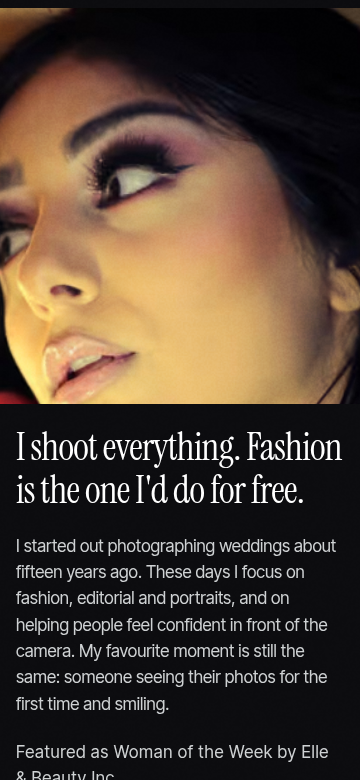 I shoot everything. Fashion
is the one I'd do for free.
I started out photographing weddings about
fifteen years ago. These days I focus on
fashion, editorial and portraits, and on
helping people feel confident in front of the
camera. My favourite moment is still the
same: someone seeing their photos for the
first time and smiling.
Featured as Woman of the Week by Elle
& Beauty Inc